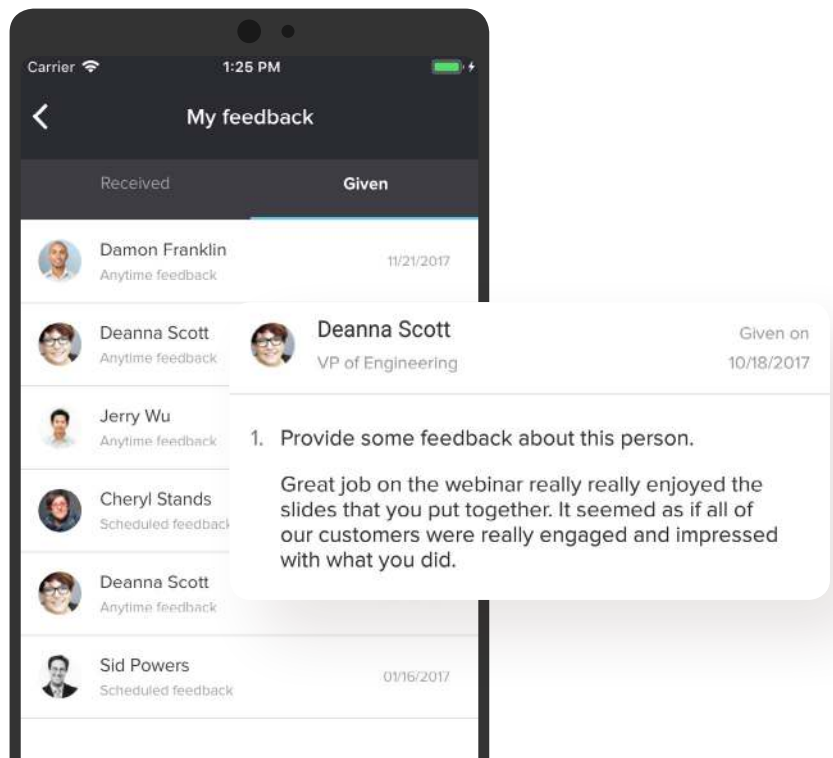 Carrier
1:25 PM
My feedback
Received
Given
Damon Franklin
Anytime feedback
11/21/2017
Deanna Scott
Anytime feedback
Jerry Wu
Anytime feedback
Cheryl Stands
Scheduled feedback
Deanna Scott
Anytime feedback
Sid Powers
Scheduled feedback
01/16/2017
Deanna Scott
VP of Engineering
Given on
10/18/2017
1. Provide some feedback about this person.
Great job on the webinar really really enjoyed the
slides that you put together. It seemed as if all of
our customers were really engaged and impressed
with what you did.